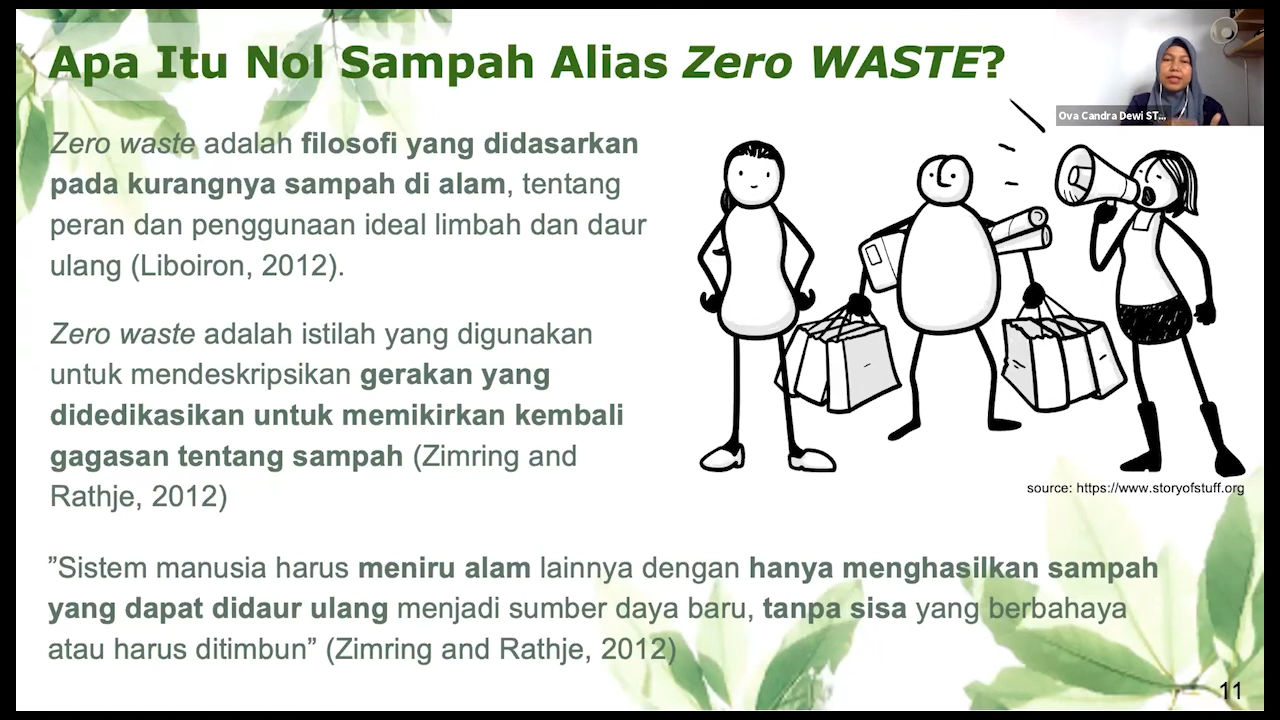 Apa Itu Nol Sampah Alias Zero WASTE?
Ova Candra Dewi ST...
Zero waste adalah filosofi yang didasarkan
pada kurangnya sampah di alam, tentang
peran dan penggunaan ideal limbah dan daur
ulang (Liboiron, 2012).
Zero waste adalah istilah yang digunakan
untuk mendeskripsikan gerakan yang
didedikasikan untuk memikirkan kembali
gagasan tentang sampah (Zimring and
Rathje, 2012)
source: https://www.storyofstuff.org
”Sistem manusia harus meniru alam lainnya dengan hanya menghasilkan sampah
yang dapat didaur ulang menjadi sumber daya baru, tanpa sisa yang berbahaya
atau harus ditimbun” (Zimring and Rathje, 2012)
11